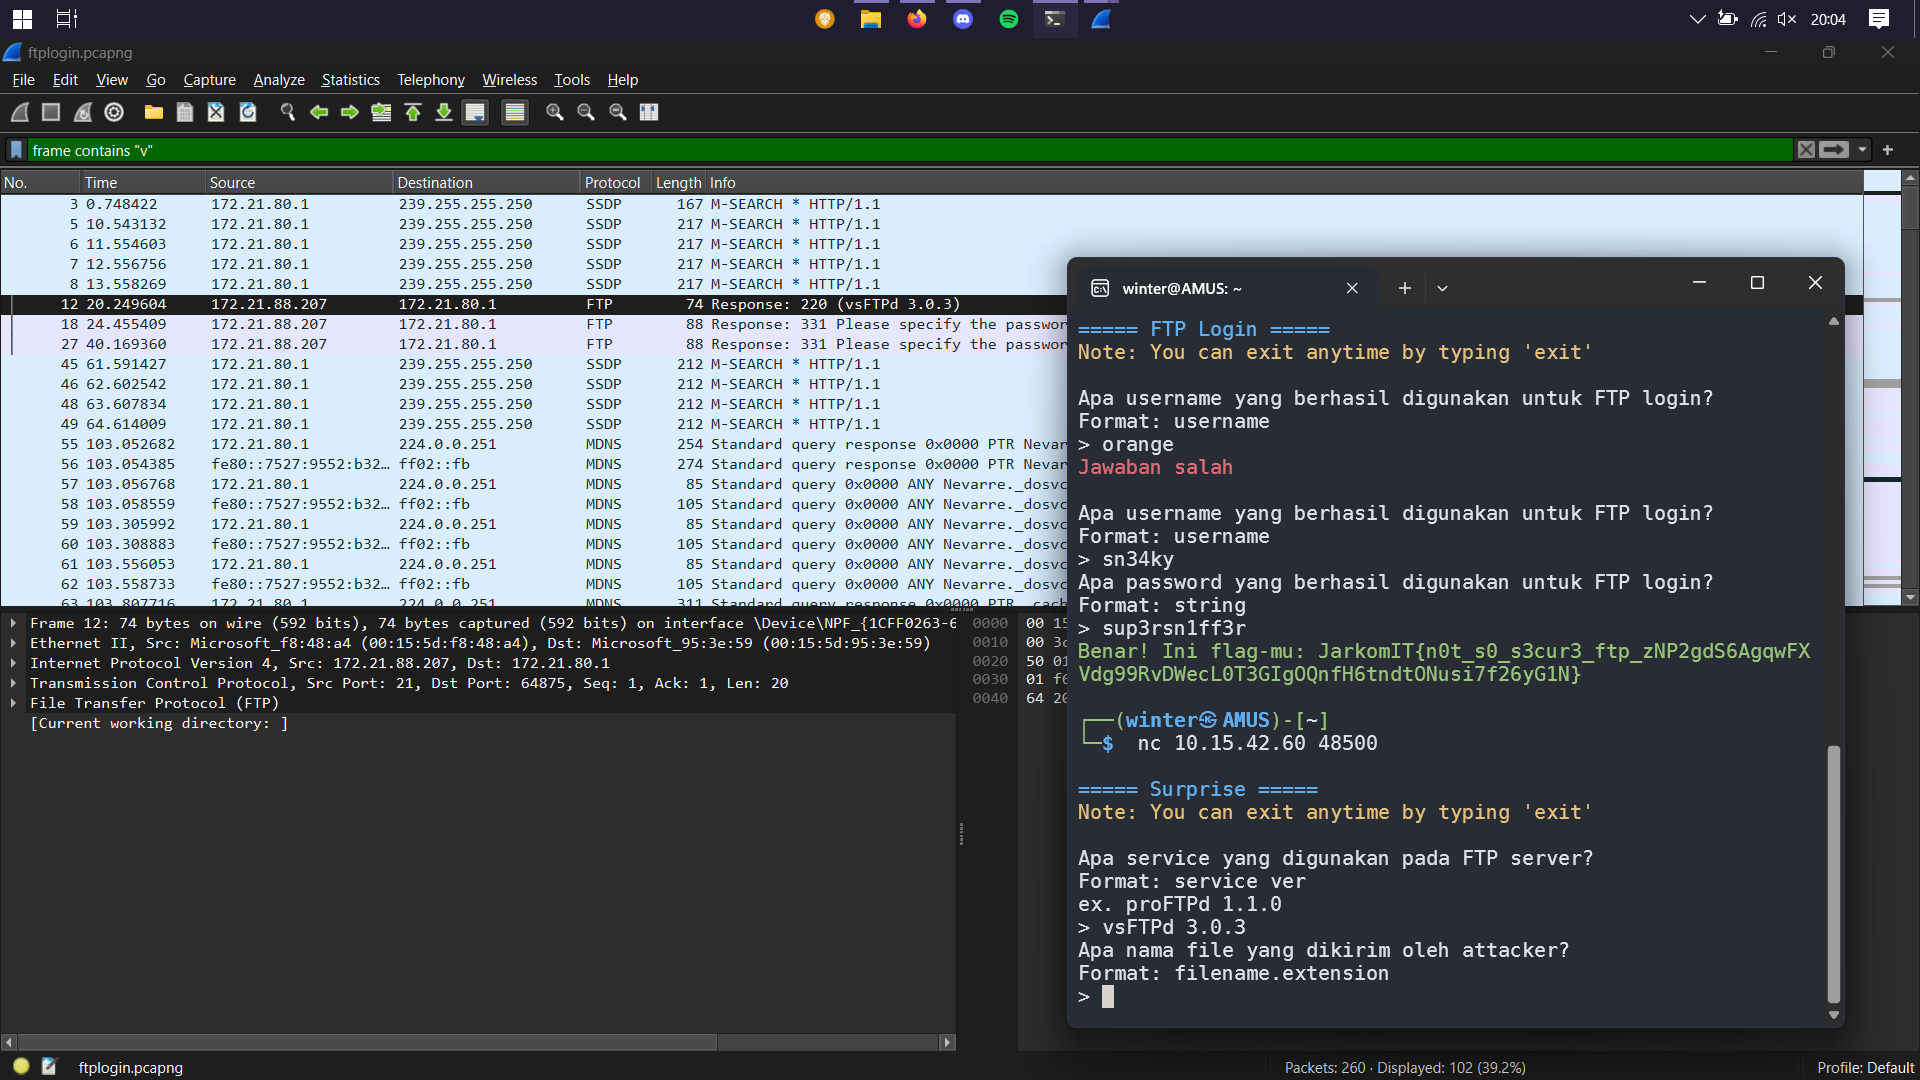 20:04
ftplogin.pcapng
File Edit View Go Capture Analyze Statistics Telephony Wireless Tools Help
frame contains "v"
No. Time Source Destination Protocol Length Info
3 0.748422 172.21.80.1 239.255.255.250 SSDP 167 M-SEARCH * HTTP/1.1
5 10.543132 172.21.80.1 239.255.255.250 SSDP 217 M-SEARCH * HTTP/1.1
6 11.554603 172.21.80.1 239.255.255.250 SSDP 217 M-SEARCH * HTTP/1.1
7 12.556756 172.21.80.1 239.255.255.250 SSDP 217 M-SEARCH * HTTP/1.1
8 13.558269 172.21.80.1 239.255.255.250 SSDP 217 M-SEARCH * HTTP/1.1
12 20.249604 172.21.88.207 172.21.80.1 FTP 74 Response: 220 (vsFTPd 3.0.3)
18 24.455409 172.21.88.207 172.21.80.1 FTP 88 Response: 331 Please specify the passwor
27 40.169360 172.21.88.207 172.21.80.1 FTP 88 Response: 331 Please specify the passwor
45 61.591427 172.21.80.1 239.255.255.250 SSDP 212 M-SEARCH * HTTP/1.1
46 62.602542 172.21.80.1 239.255.255.250 SSDP 212 M-SEARCH * HTTP/1.1
48 63.607834 172.21.80.1 239.255.255.250 SSDP 212 M-SEARCH * HTTP/1.1
49 64.614009 172.21.80.1 239.255.255.250 SSDP 212 M-SEARCH * HTTP/1.1
55 103.052682 172.21.80.1 224.0.0.251 MDNS 254 Standard query response 0x0000 PTR Nevar
56 103.054385 fe80::7527:9552:b32… ff02::fb MDNS 274 Standard query response 0x0000 PTR Nevar
57 103.056768 172.21.80.1 224.0.0.251 MDNS 85 Standard query 0x0000 ANY Nevarre._dosvc
58 103.058559 fe80::7527:9552:b32… ff02::fb MDNS 105 Standard query 0x0000 ANY Nevarre._dosvc
59 103.305992 172.21.80.1 224.0.0.251 MDNS 85 Standard query 0x0000 ANY Nevarre._dosvc
60 103.308883 fe80::7527:9552:b32… ff02::fb MDNS 105 Standard query 0x0000 ANY Nevarre._dosvc
61 103.556053 172.21.80.1 224.0.0.251 MDNS 85 Standard query 0x0000 ANY Nevarre._dosvc
62 103.558733 fe80::7527:9552:b32… ff02::fb MDNS 105 Standard query 0x0000 ANY Nevarre._dosvc
63 103.807716 172.21.80.1 224.0.0.251 MDNS 311 Standard query response 0x0000 PTR _cach
Frame 12: 74 bytes on wire (592 bits), 74 bytes captured (592 bits) on interface \Device\NPF_{1CFF0263-6
Ethernet II, Src: Microsoft_f8:48:a4 (00:15:5d:f8:48:a4), Dst: Microsoft_95:3e:59 (00:15:5d:95:3e:59)
Internet Protocol Version 4, Src: 172.21.88.207, Dst: 172.21.80.1
Transmission Control Protocol, Src Port: 21, Dst Port: 64875, Seq: 1, Ack: 1, Len: 20
File Transfer Protocol (FTP)
[Current working directory: ]
0000 00 15
0010 00 3c
0020 50 01
0030 01 f6
0040 64 20
winter@AMUS: ~
===== FTP Login =====
Note: You can exit anytime by typing 'exit'
Apa username yang berhasil digunakan untuk FTP login?
Format: username
> orange
Jawaban salah
Apa username yang berhasil digunakan untuk FTP login?
Format: username
> sn34ky
Apa password yang berhasil digunakan untuk FTP login?
Format: string
> sup3rsn1ff3r
Benar! Ini flag-mu: JarkomIT{n0t_s0_s3cur3_ftp_zNP2gdS6AgqwFX
Vdg99RvDWecL0T3GIgOQnfH6tndtONusi7f26yG1N}
┌──(winter㉿AMUS)-[~]
└─$ nc 10.15.42.60 48500
===== Surprise =====
Note: You can exit anytime by typing 'exit'
Apa service yang digunakan pada FTP server?
Format: service ver
ex. proFTPd 1.1.0
> vsFTPd 3.0.3
Apa nama file yang dikirim oleh attacker?
Format: filename.extension
>
ftplogin.pcapng
Packets: 260 · Displayed: 102 (39.2%)
Profile: Default